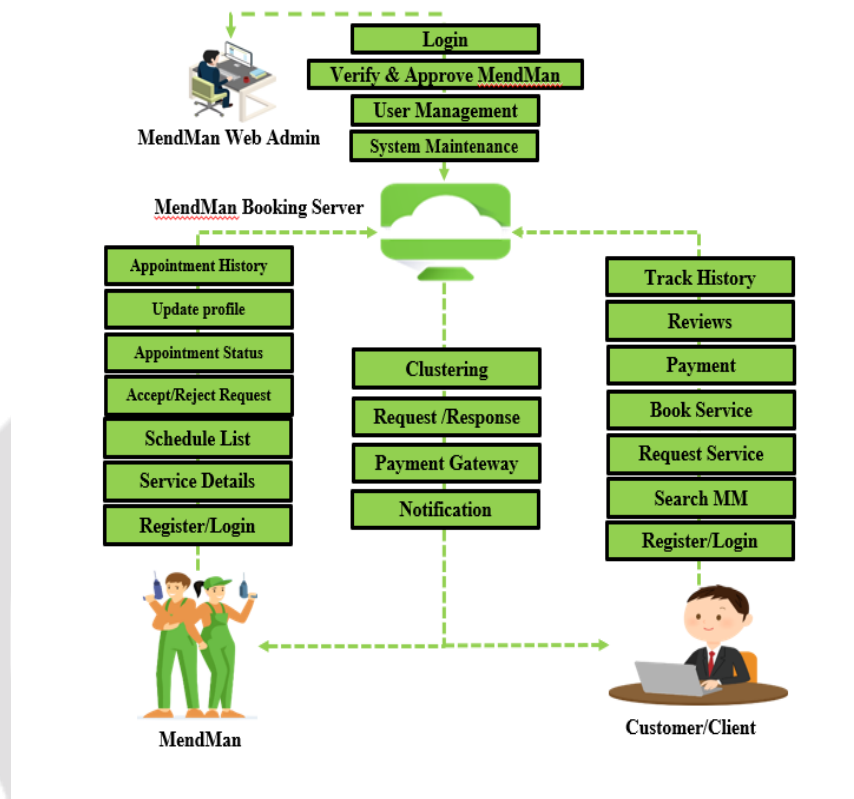 Login
Verify & Approve MendMan
User Management
System Maintenance
MendMan Web Admin
MendMan Booking Server
Appointment History
Update profile
Appointment Status
Accept/Reject Request
Schedule List
Service Details
Register/Login
Clustering
Request /Response
Payment Gateway
Notification
Track History
Reviews
Payment
Book Service
Request Service
Search MM
Register/Login
MendMan
Customer/Client